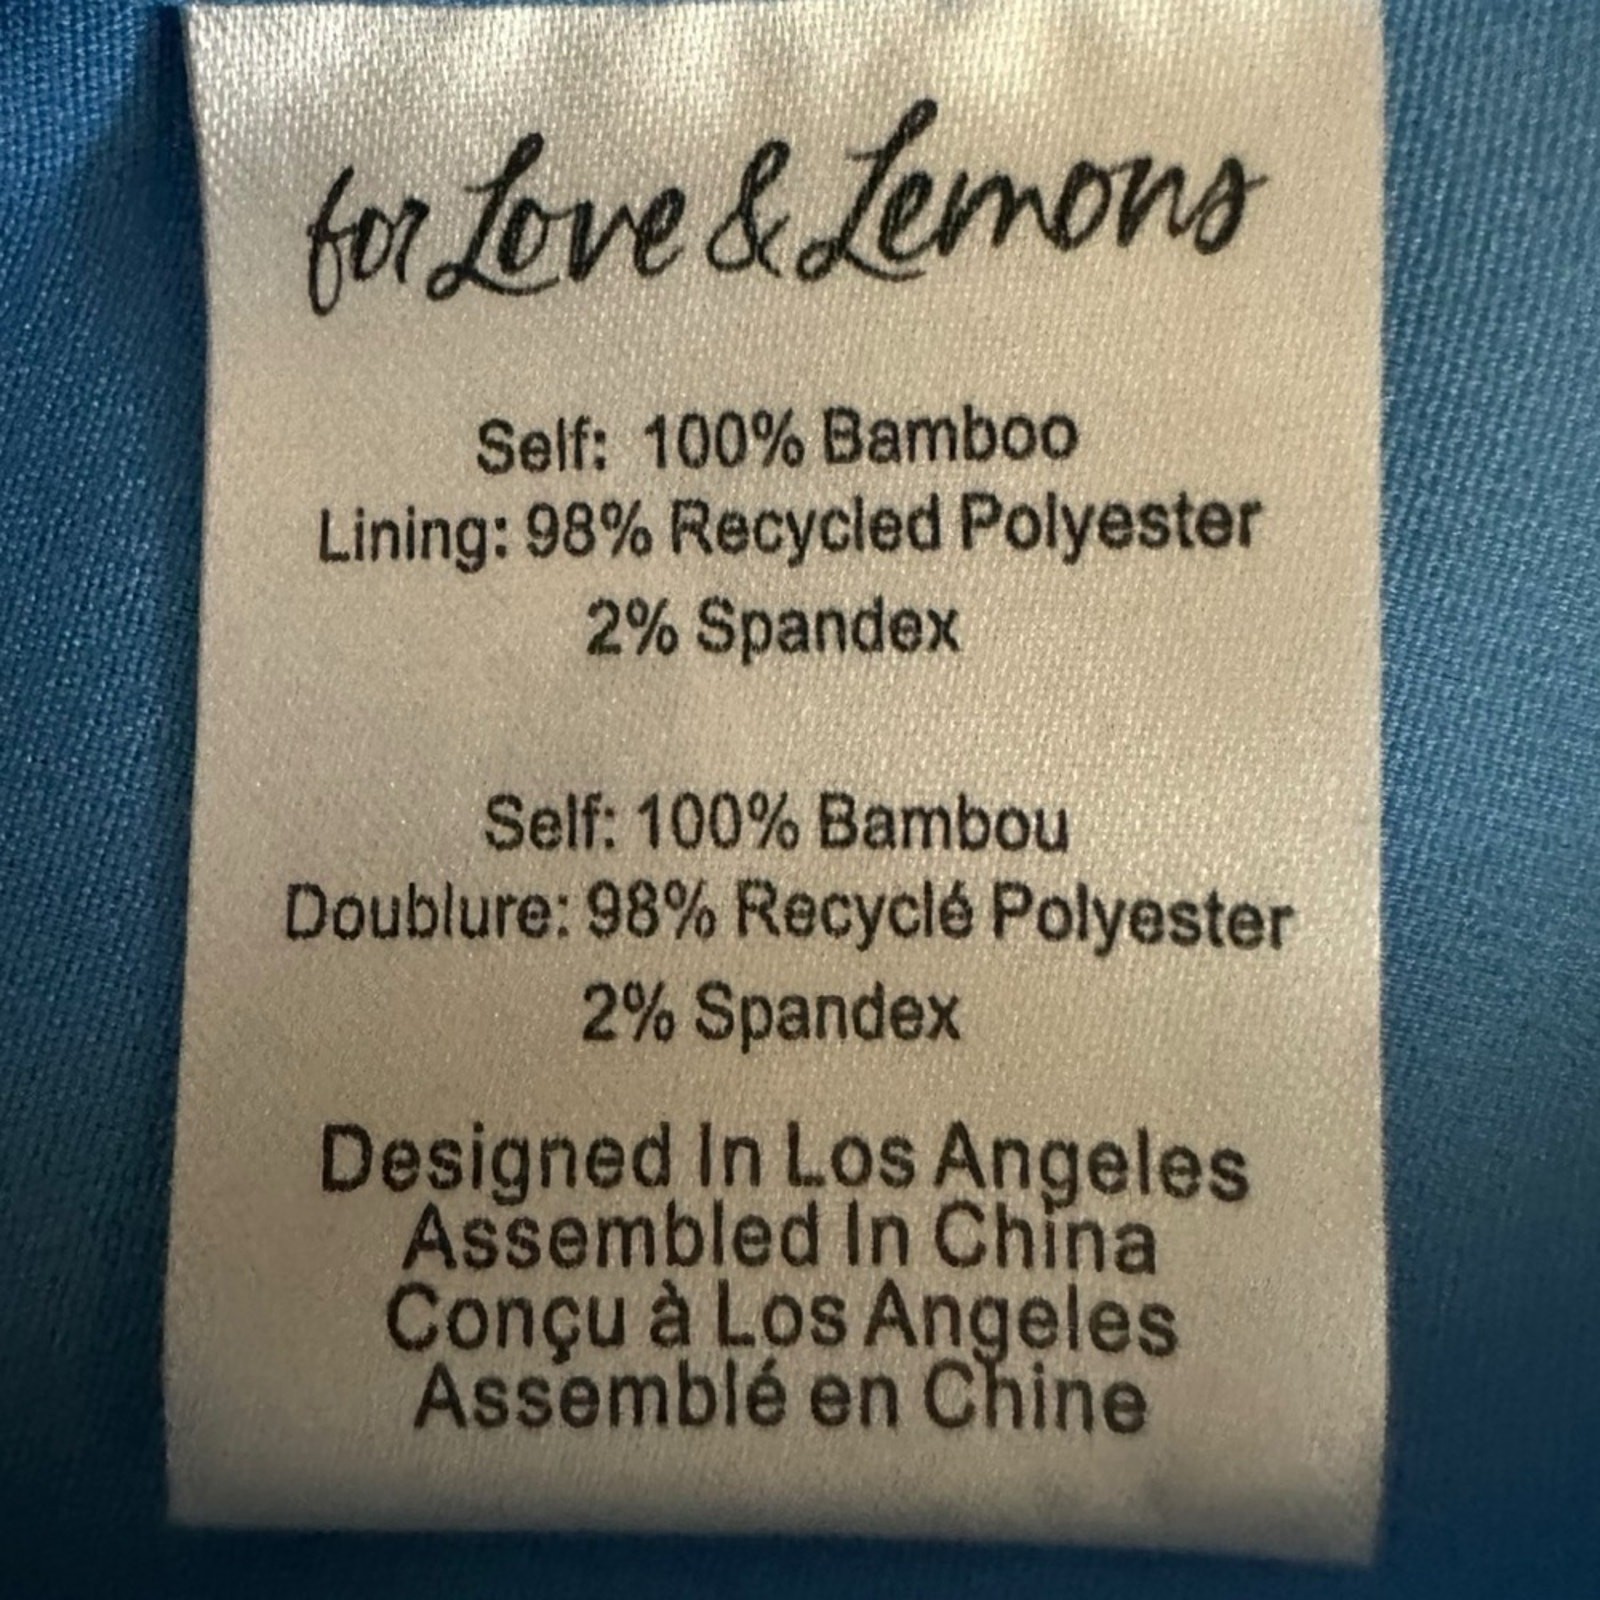 for Love & Lemons
Self: 100% Bamboo
Lining: 98% Recycled Polyester
2% Spandex
Self: 100% Bambou
Doublure: 98% Recyclé Polyester
2% Spandex
Designed In Los Angeles
Assembled In China
Conçu à Los Angeles
Assemblé en Chine